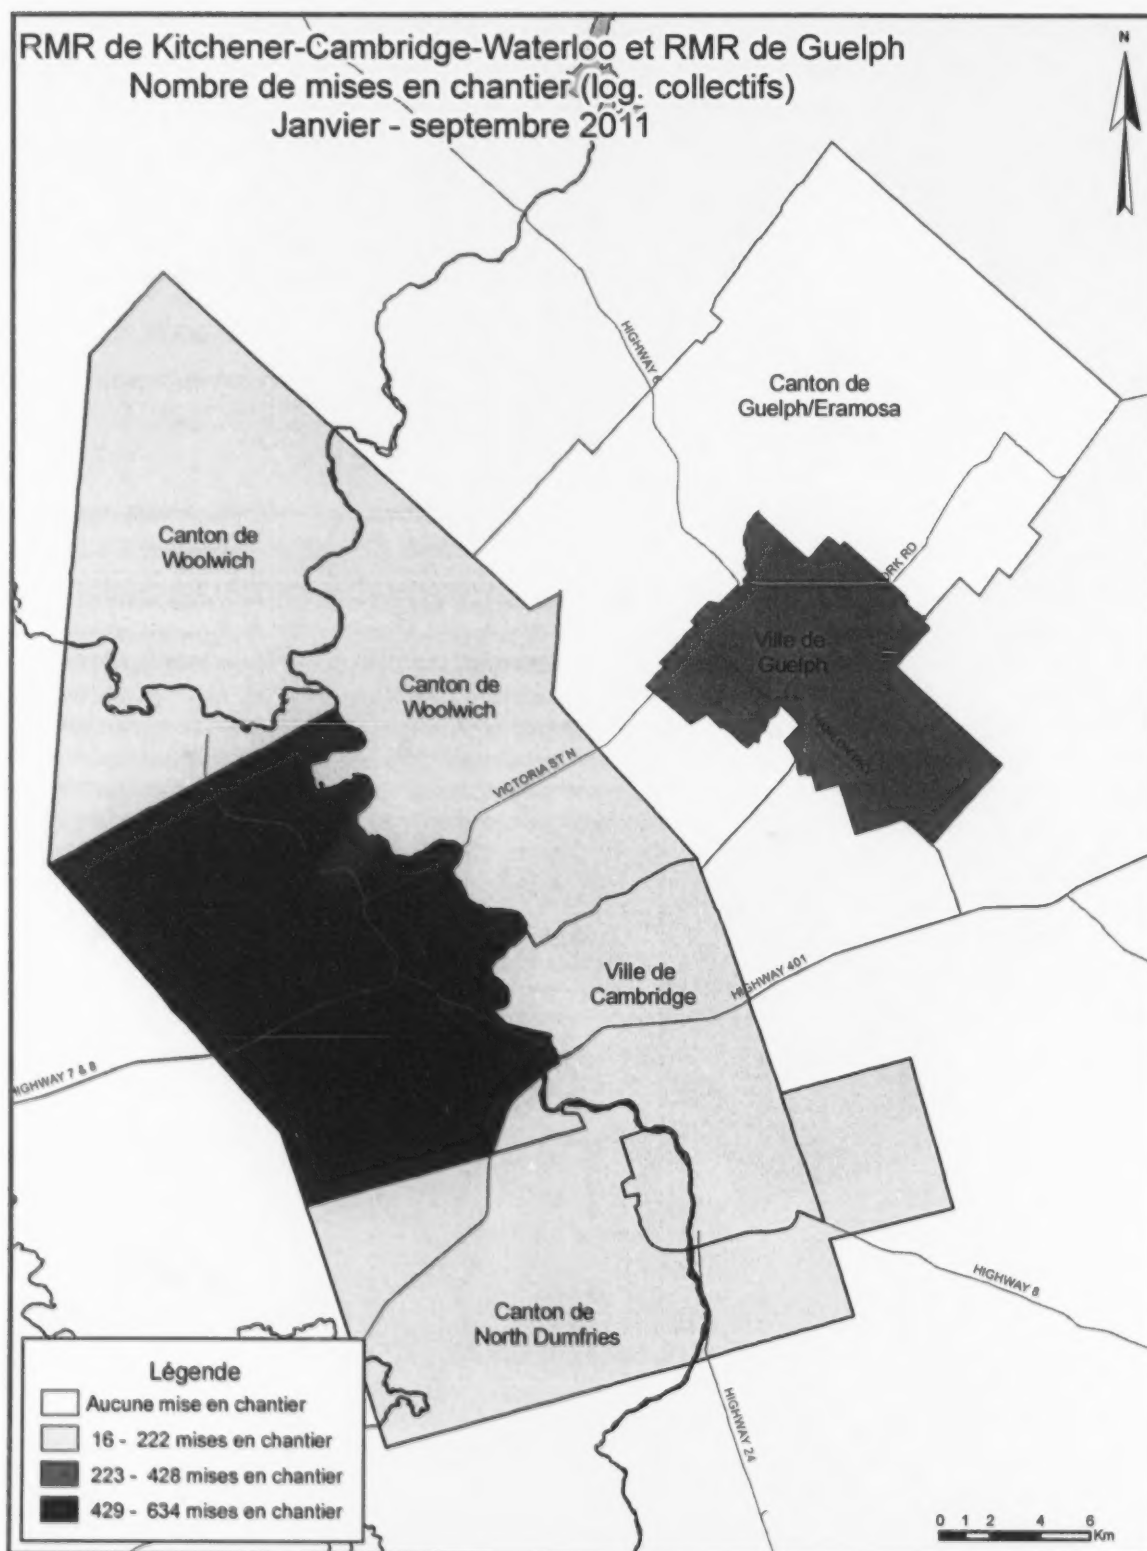 RMR de Kitchener-Cambridge-Waterloo et RMR de Guelph
Nombre de mises en chantier (log. collectifs)
Janvier - septembre 2011
N
HIGHWAY 6
Canton de
Guelph/Eramosa
Canton de
Woolwich
RD
Ville de
Guelph
Canton de
Woolwich
VICTORIA ST N
Ville de
Cambridge
HIGHWAY 401
HIGHWAY 7 & 8
HIGHWAY 8
Canton de
North Dumfries
HIGHWAY 24
Légende
Aucune mise en chantier
16 - 222 mises en chantier
223 - 428 mises en chantier
429 - 634 mises en chantier
0 1 2 4 6
Km